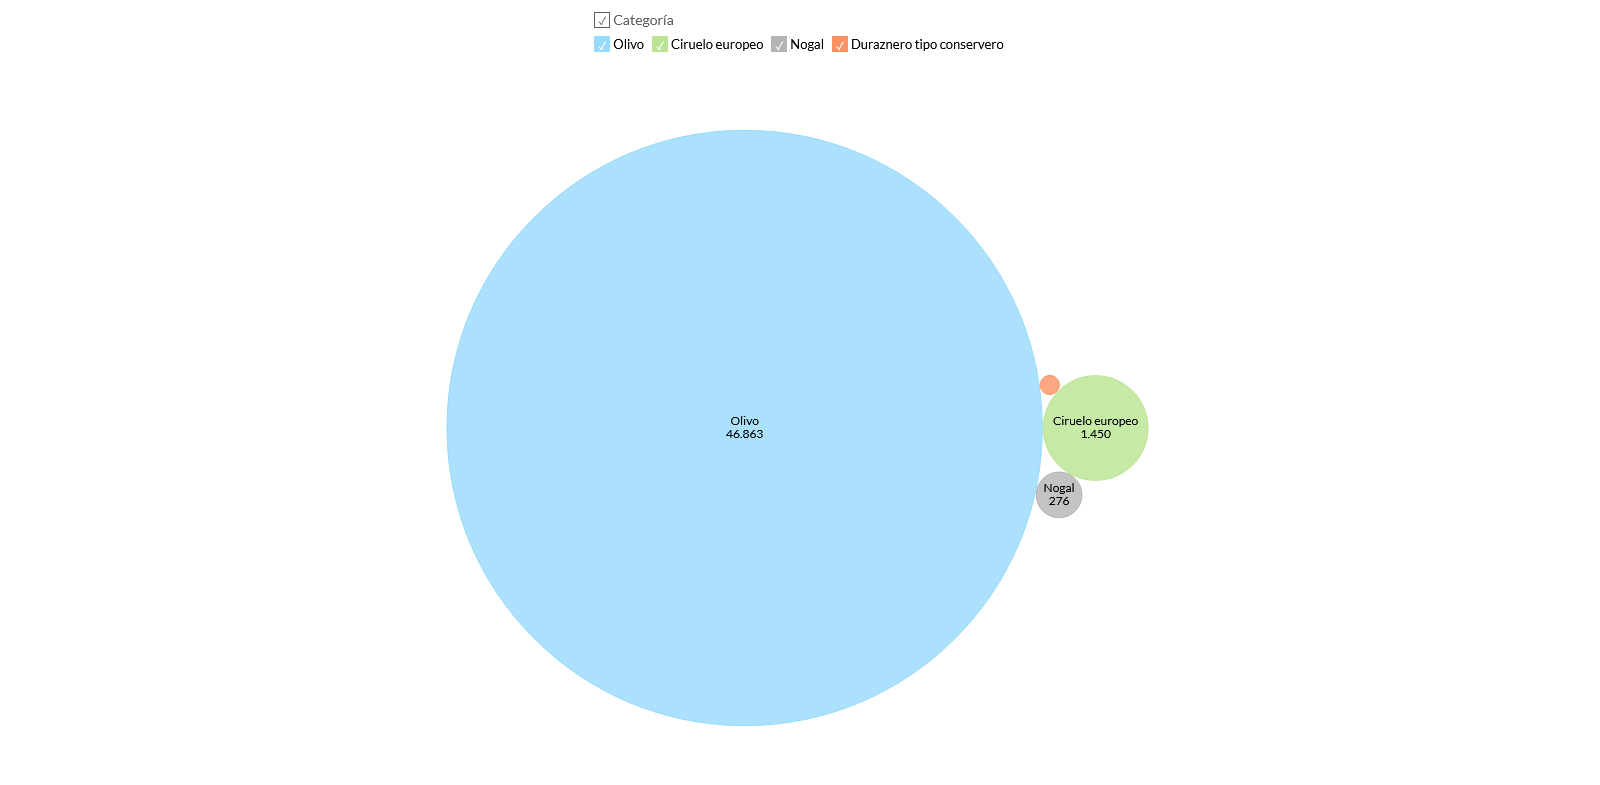 Categoría
Olivo Ciruelo europeo Nogal Duraznero tipo conservero
Olivo
46.863
Ciruelo europeo
1.450
Nogal
276